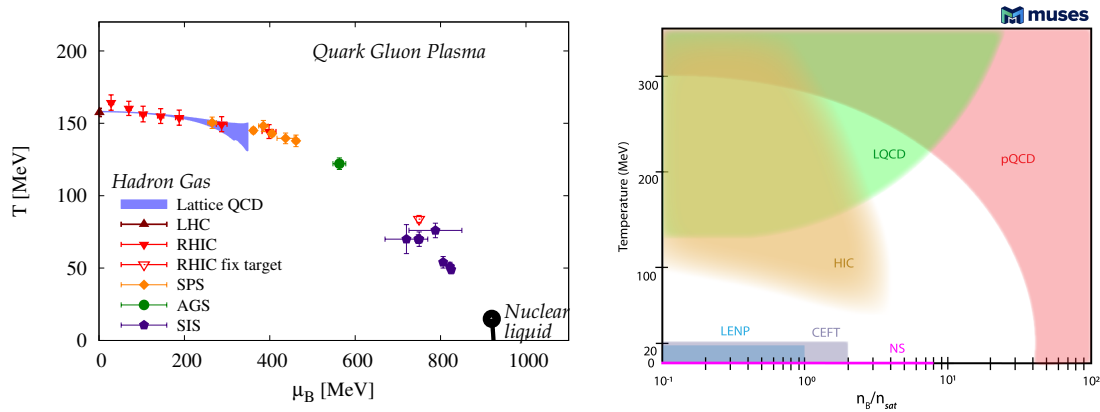 200
150
100
50
0
T [MeV]
Quark Gluon Plasma
Hadron Gas
Lattice QCD
LHC
RHIC
RHIC fix target
SPS
AGS
SIS
Nuclear
liquid
0
200
400
600
800
1000
μB [MeV]
muses
300
200
100
20
0
Temperature (MeV)
LQCD
pQCD
HIC
LENP
CEFT
NS
10⁻¹
10⁰
10¹
10²
nB/nsat